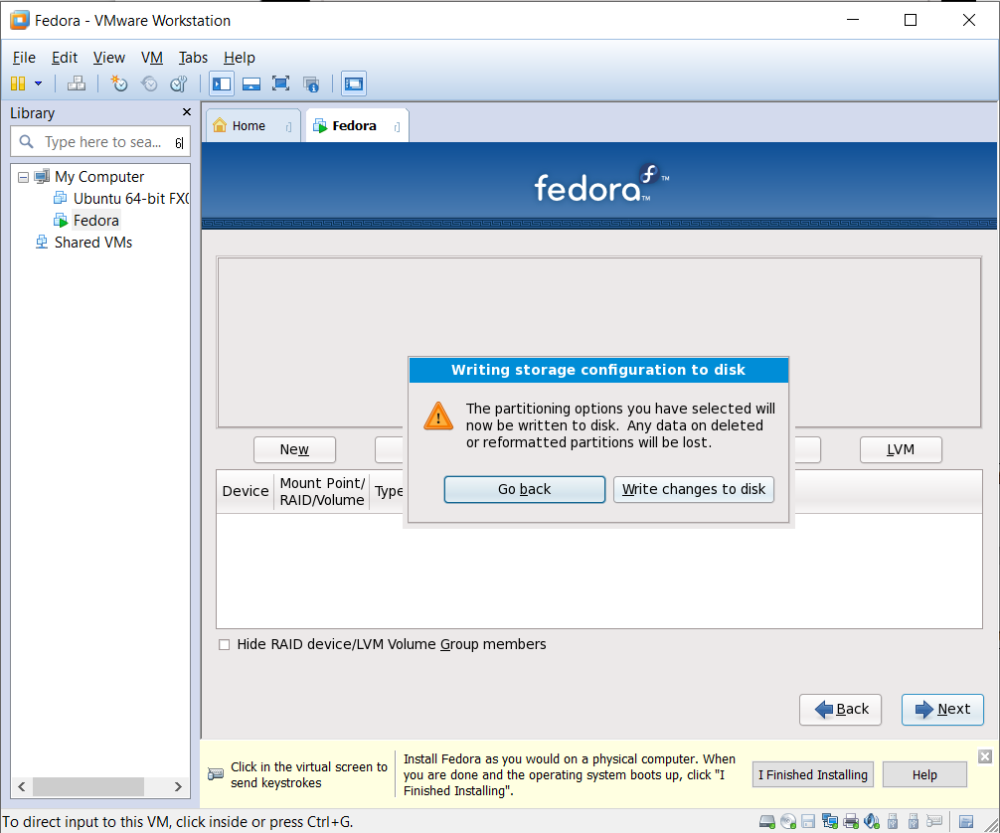 Fedora - VMware Workstation
File Edit View VM Tabs Help
Library
Type here to sea...
My Computer
Ubuntu 64-bit FX
Fedora
Shared VMs
Home
Fedora
fedora™
™
Writing storage configuration to disk
The partitioning options you have selected will
now be written to disk. Any data on deleted
or reformatted partitions will be lost.
Go back
Write changes to disk
New
LVM
Device
Mount Point/
RAID/Volume
Type
Hide RAID device/LVM Volume Group members
Back
Next
Click in the virtual screen to
send keystrokes
Install Fedora as you would on a physical computer. When
you are done and the operating system boots up, click "I
Finished Installing".
I Finished Installing
Help
To direct input to this VM, click inside or press Ctrl+G.